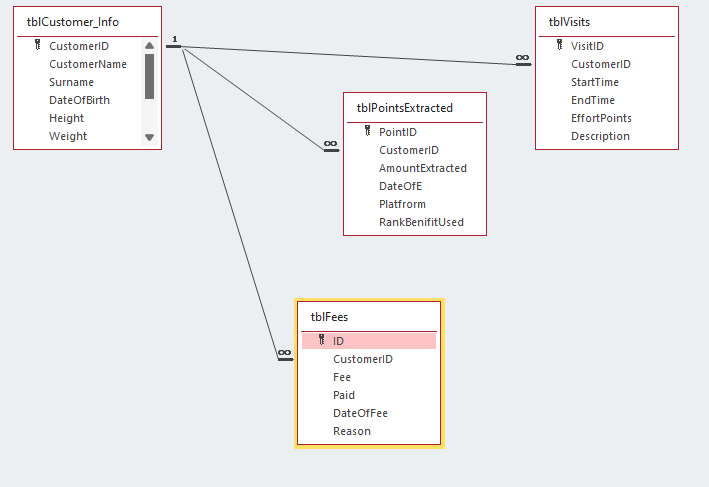 tblCustomer_Info
CustomerID
CustomerName
Surname
DateOfBirth
Height
Weight
1
∞
tblVisits
VisitID
CustomerID
StartTime
EndTime
EffortPoints
Description
∞
tblPointsExtracted
PointID
CustomerID
AmountExtracted
DateOfE
Platfrorm
RankBenifitUsed
∞
tblFees
ID
CustomerID
Fee
Paid
DateOfFee
Reason